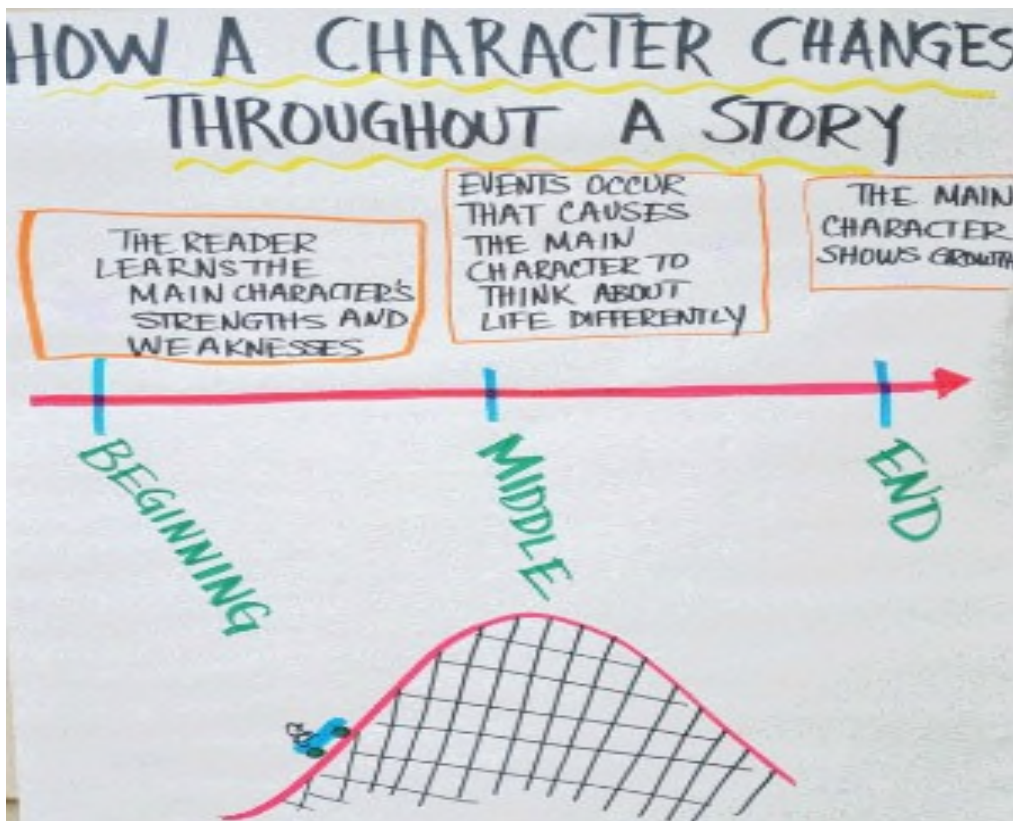 HOW A CHARACTER CHANGES
THROUGHOUT A STORY
THE READER
LEARNS THE
MAIN CHARACTER'S
STRENGTHS AND
WEAKNESSES
EVENTS OCCUR
THAT CAUSES
THE MAIN
CHARACTER TO
THINK ABOUT
LIFE DIFFERENTLY
THE MAIN
CHARACTER
SHOWS GROWTH
BEGINNING
MIDDLE
END